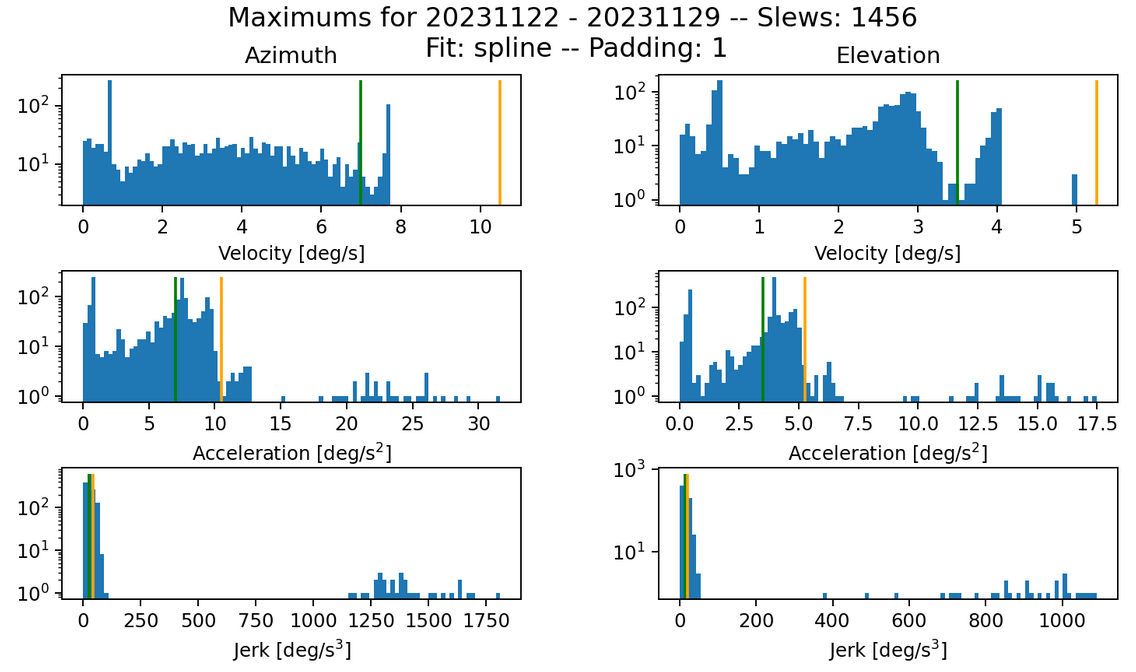 Maximums for 20231122 - 20231129 -- Slews: 1456
Fit: spline -- Padding: 1
Azimuth
Elevation
10²
10¹
0 2 4 6 8 10
Velocity [deg/s]
10²
10¹
10⁰
0 1 2 3 4 5
Velocity [deg/s]
10²
10¹
10⁰
0 5 10 15 20 25 30
Acceleration [deg/s²]
10²
10¹
10⁰
0.0 2.5 5.0 7.5 10.0 12.5 15.0 17.5
Acceleration [deg/s²]
10²
10¹
10⁰
0 250 500 750 1000 1250 1500 1750
Jerk [deg/s³]
10³
10¹
0 200 400 600 800 1000
Jerk [deg/s³]